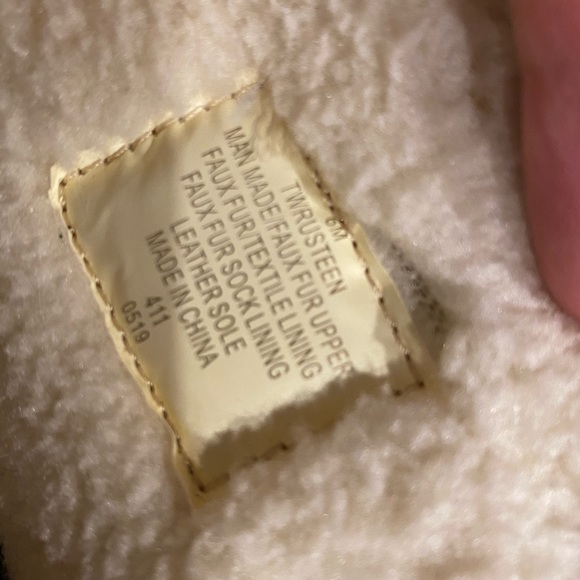 6M
TWRUSTEEN
MAN MADE/FAUX FUR UPPER
FAUX FUR/TEXTILE LINING
FAUX FUR SOCK LINING
LEATHER SOLE
MADE IN CHINA
411
0519